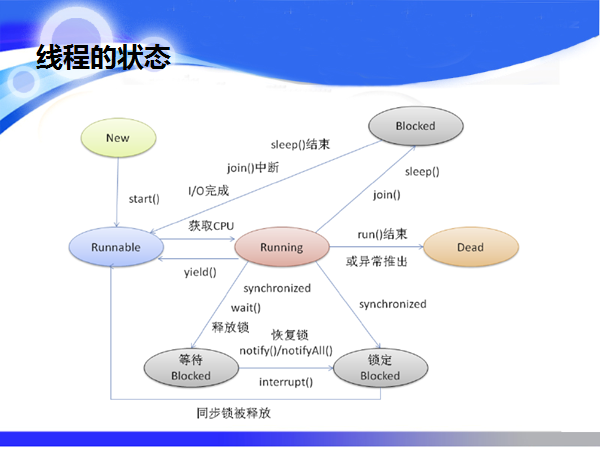 线程的状态
New
Blocked
sleep()结束
join()中断
I/O完成
sleep()
join()
start()
获取CPU
Runnable
Running
run()结束
Dead
或异常推出
yield()
synchronized
wait()
释放锁
synchronized
恢复锁
notify()/notifyAll()
等待
Blocked
锁定
Blocked
interrupt()
同步锁被释放